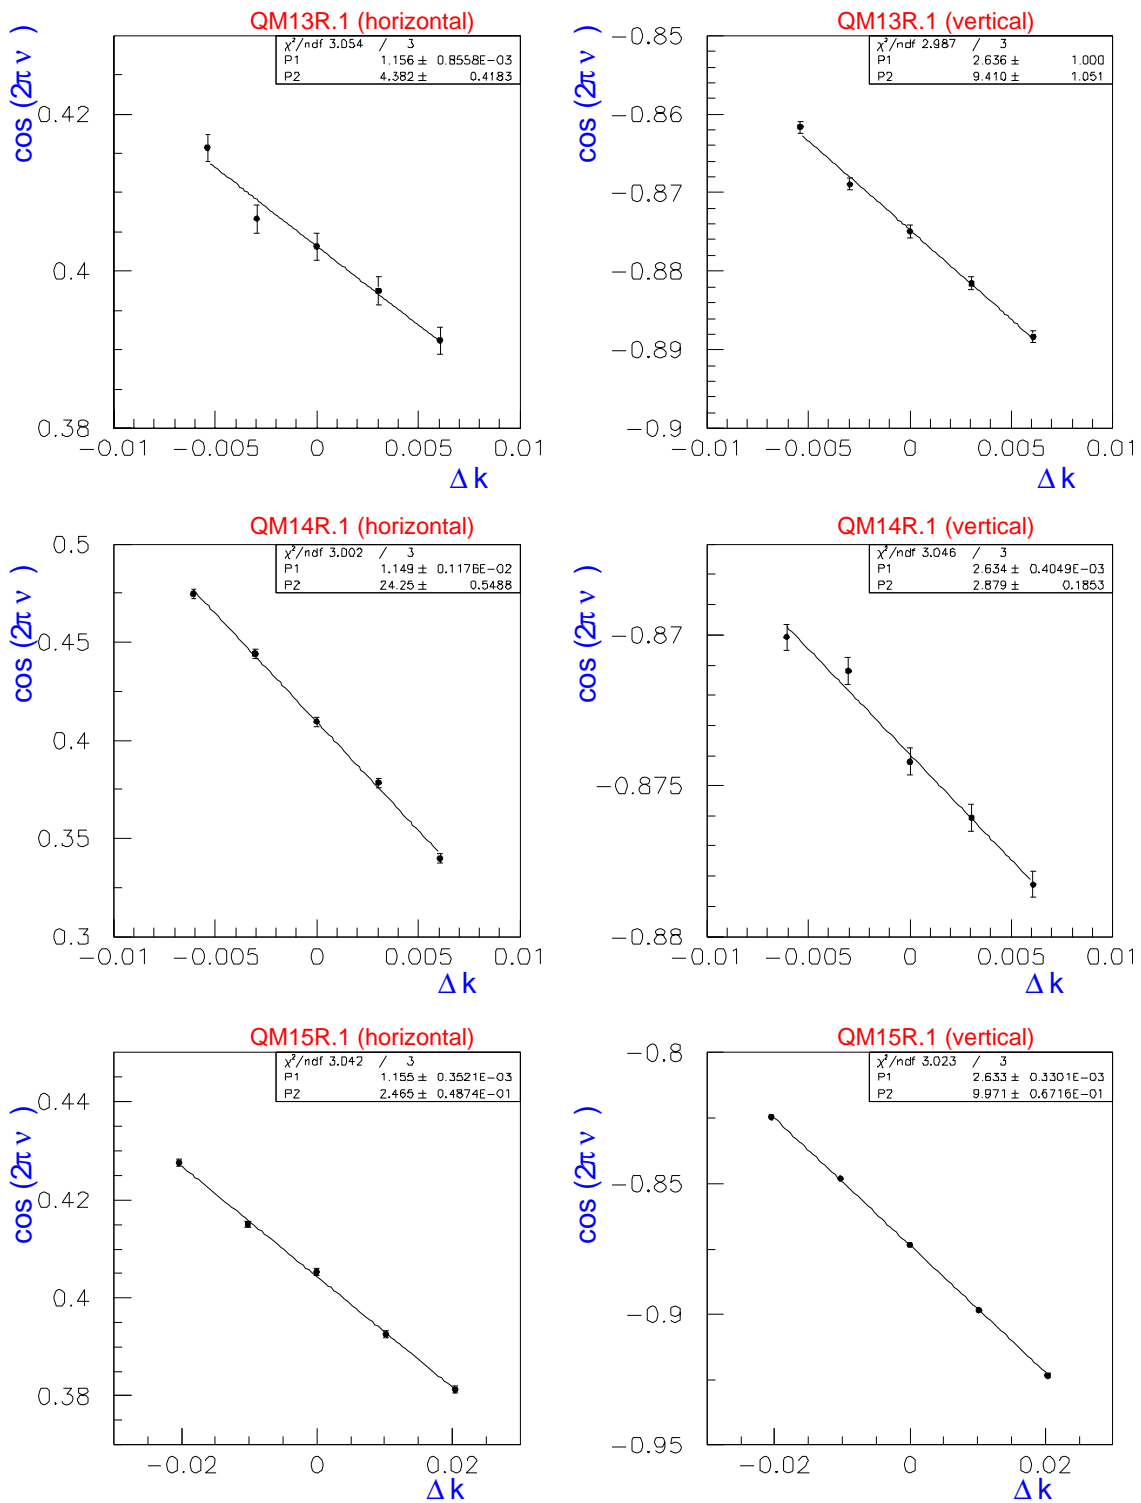 QM13R.1 (horizontal)
χ²/ndf 3.054 / 3
P1 1.156 ± 0.8558E−03
P2 4.382 ± 0.4183
cos (2π ν )
0.42
0.4
0.38
−0.01 −0.005 0 0.005 0.01
Δ k
QM13R.1 (vertical)
χ²/ndf 2.987 / 3
P1 2.636 ± 1.000
P2 9.410 ± 1.051
cos (2π ν )
−0.85
−0.86
−0.87
−0.88
−0.89
−0.9
−0.01 −0.005 0 0.005 0.01
Δ k
QM14R.1 (horizontal)
χ²/ndf 3.002 / 3
P1 1.149 ± 0.1176E−02
P2 24.25 ± 0.5488
cos (2π ν )
0.5
0.45
0.4
0.35
0.3
−0.01 −0.005 0 0.005 0.01
Δ k
QM14R.1 (vertical)
χ²/ndf 3.046 / 3
P1 2.634 ± 0.4049E−03
P2 2.879 ± 0.1853
cos (2π ν )
−0.87
−0.875
−0.88
−0.01 −0.005 0 0.005 0.01
Δ k
QM15R.1 (horizontal)
χ²/ndf 3.042 / 3
P1 1.155 ± 0.3521E−03
P2 2.465 ± 0.4874E−01
cos (2π ν )
0.44
0.42
0.4
0.38
−0.02 0 0.02
Δ k
QM15R.1 (vertical)
χ²/ndf 3.023 / 3
P1 2.633 ± 0.3301E−03
P2 9.971 ± 0.6716E−01
cos (2π ν )
−0.8
−0.85
−0.9
−0.95
−0.02 0 0.02
Δ k